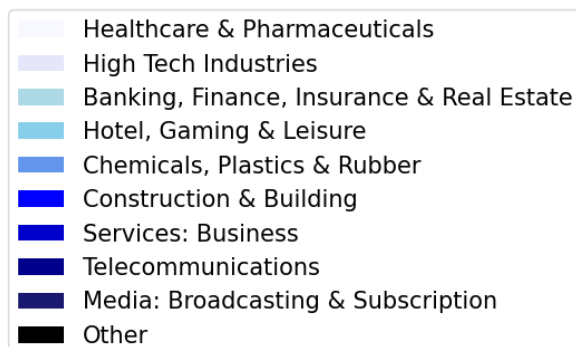 Healthcare & Pharmaceuticals
High Tech Industries
Banking, Finance, Insurance & Real Estate
Hotel, Gaming & Leisure
Chemicals, Plastics & Rubber
Construction & Building
Services: Business
Telecommunications
Media: Broadcasting & Subscription
Other